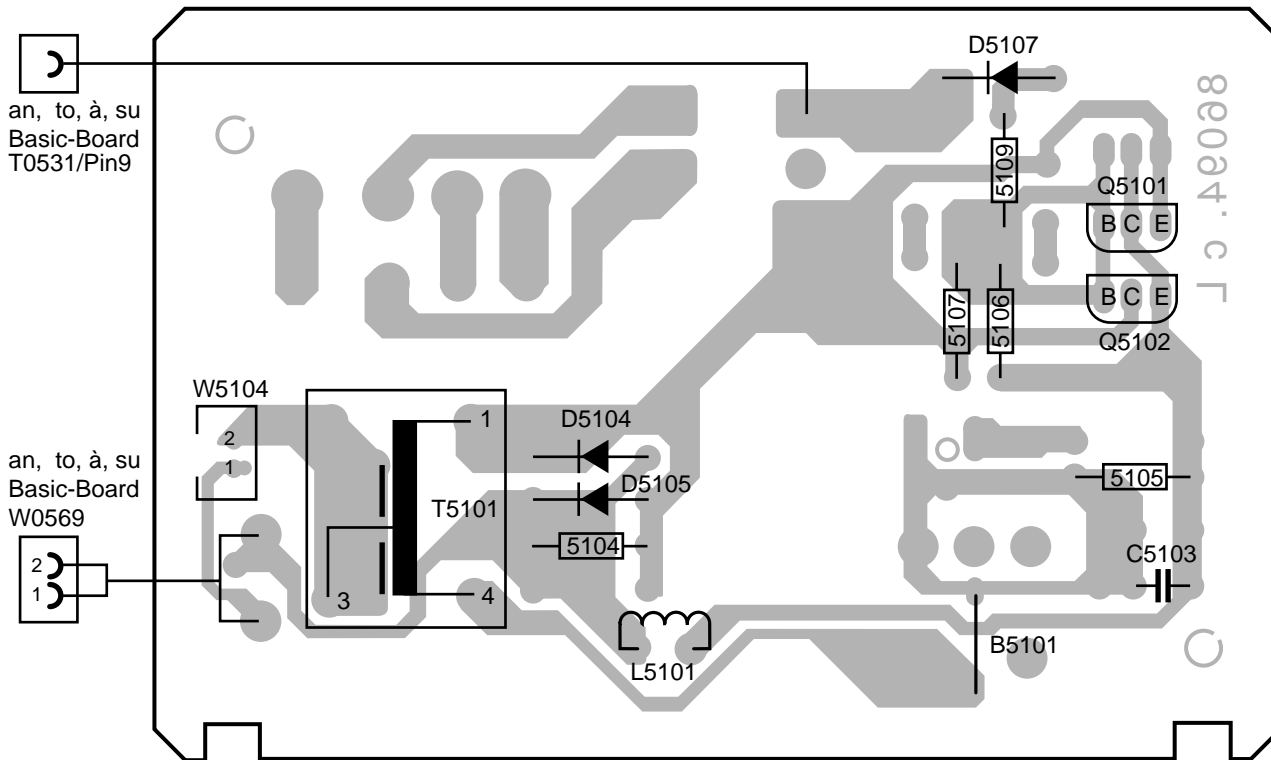 D5107
an, to, à, su
Basic-Board
T0531/Pin9
5109
Q5101
B C E
86094.c L
B C E
Q5102
5107
5106
W5104
2
1
1
D5104
an, to, à, su
Basic-Board
W0569
T5101
D5105
5105
5104
2
1
3
4
C5103
L5101
B5101